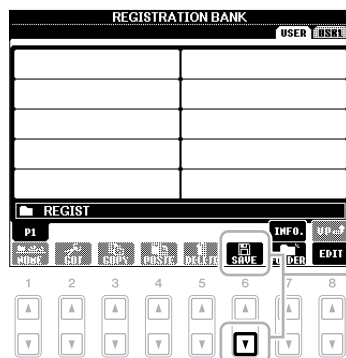 REGISTRATION BANK
USER USB1
REGIST
P1 INFO. UP
NAME CUT COPY PASTE DELETE SAVE FOLDER EDIT
1 2 3 4 5 6 7 8